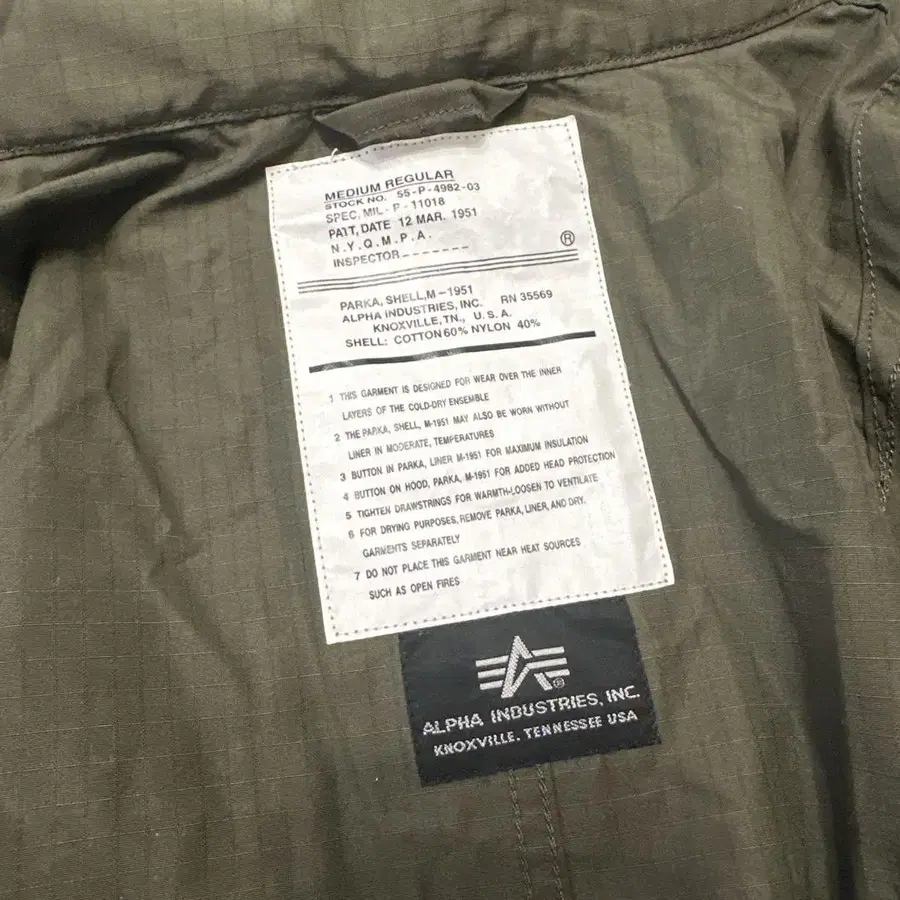 MEDIUM REGULAR
STOCK NO. 55-P-4982-03
SPEC. MIL - P - 11018
PATT, DATE 12 MAR. 1951
N.Y.Q.M.P.A.
INSPECTOR--------
®
PARKA, SHELL,M-1951
ALPHA INDUSTRIES, INC. RN 35569
KNOXVILLE,TN., U.S.A.
SHELL: COTTON60% NYLON 40%
1 THIS GARMENT IS DESIGNED FOR WEAR OVER THE INNER
LAYERS OF THE COLD-DRY ENSEMBLE
2 THE PARKA, SHELL, M-1951 MAY ALSO BE WORN WITHOUT
LINER IN MODERATE, TEMPERATURES
3 BUTTON IN PARKA, LINER M-1951 FOR MAXIMUM INSULATION
4 BUTTON ON HOOD, PARKA, M-1951 FOR ADDED HEAD PROTECTION
5 TIGHTEN DRAWSTRINGS FOR WARMTH-LOOSEN TO VENTILATE
6 FOR DRYING PURPOSES, REMOVE PARKA, LINER, AND, DRY.
GARMENTS SEPARATELY
7 DO NOT PLACE THIS GARMENT NEAR HEAT SOURCES
SUCH AS OPEN FIRES
A®
ALPHA INDUSTRIES, INC.
KNOXVILLE. TENNESSEE USA